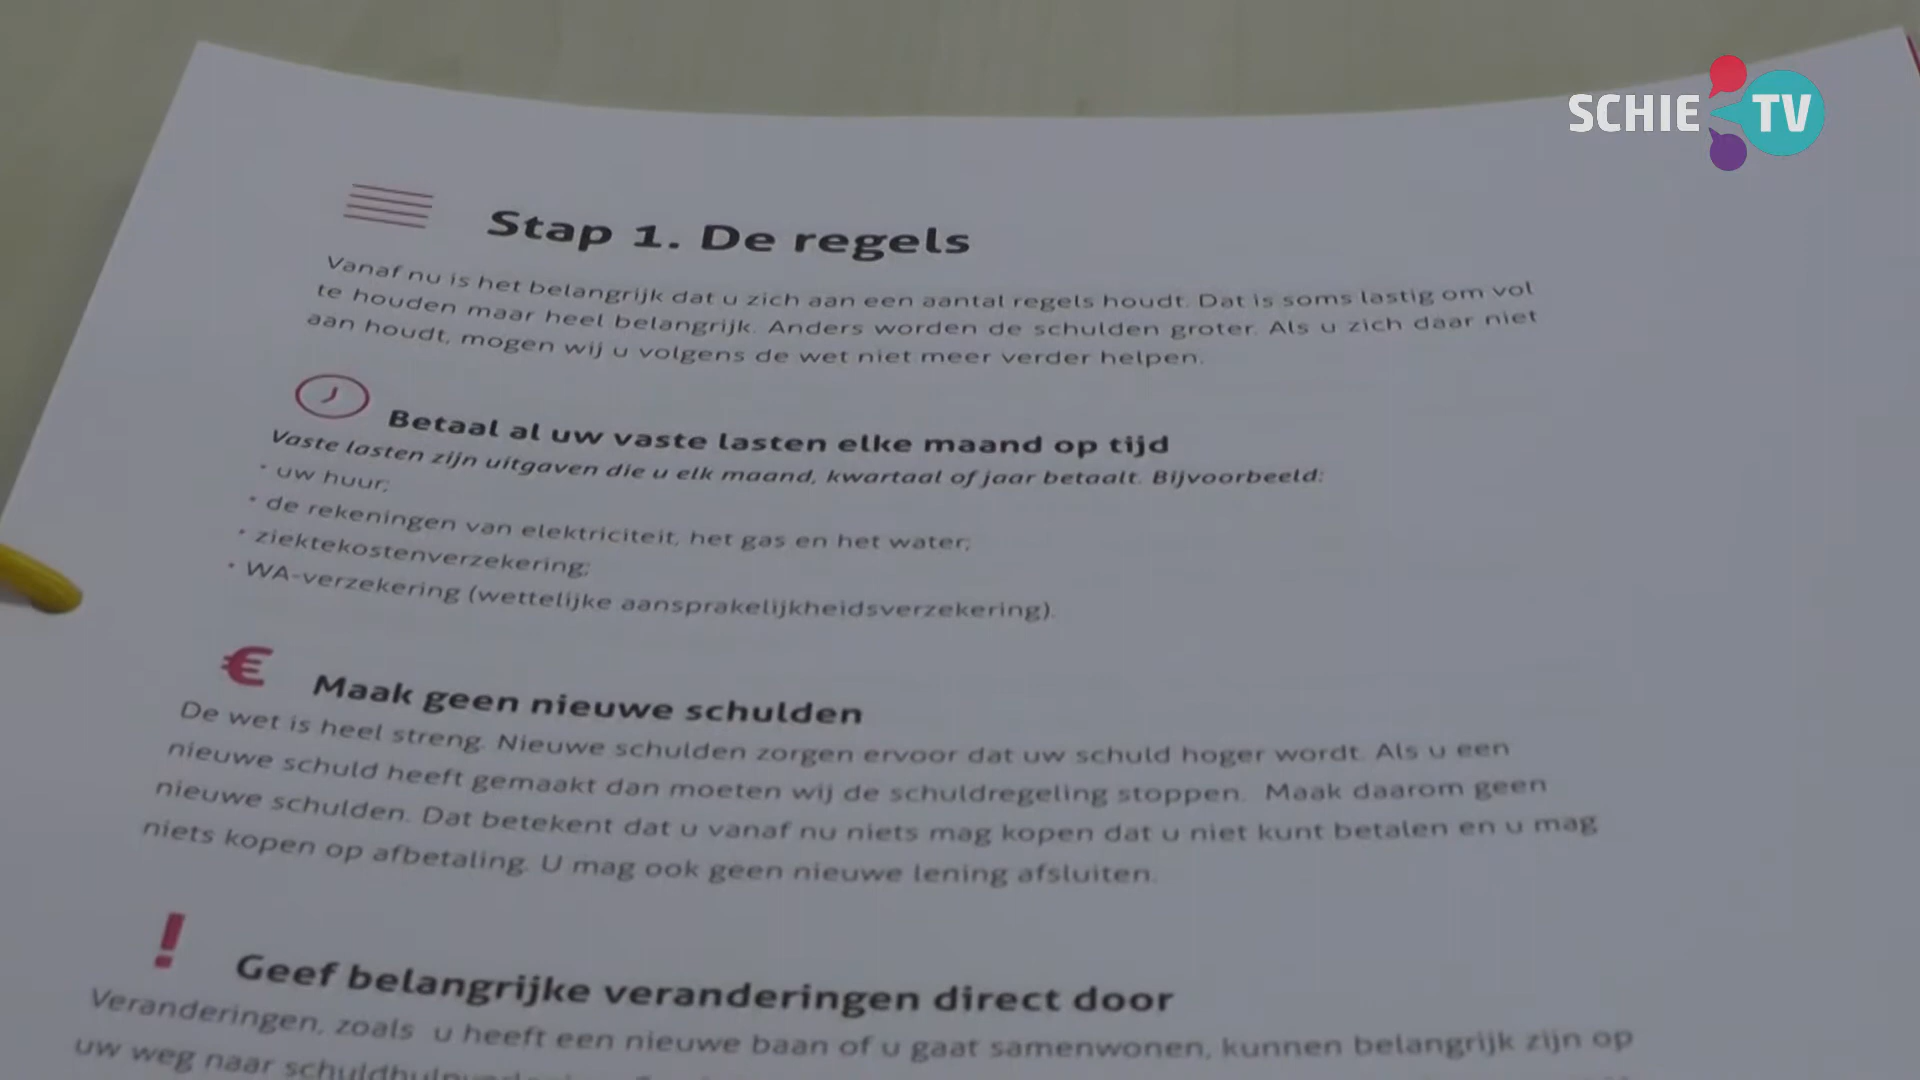 SCHIE TV
Stap 1. De regels
Vanaf nu is het belangrijk dat u zich aan een aantal regels houdt. Dat is soms lastig om vol
te houden maar heel belangrijk. Anders worden de schulden groter. Als u zich daar niet
aan houdt, mogen wij u volgens de wet niet meer verder helpen.
Betaal al uw vaste lasten elke maand op tijd
Vaste lasten zijn uitgaven die u elk maand, kwartaal of jaar betaalt. Bijvoorbeeld:
• uw huur;
• de rekeningen van elektriciteit, het gas en het water;
• ziektekostenverzekering;
• WA-verzekering (wettelijke aansprakelijkheidsverzekering).
€ Maak geen nieuwe schulden
De wet is heel streng. Nieuwe schulden zorgen ervoor dat uw schuld hoger wordt. Als u een
nieuwe schuld heeft gemaakt dan moeten wij de schuldregeling stoppen. Maak daarom geen
nieuwe schulden. Dat betekent dat u vanaf nu niets mag kopen dat u niet kunt betalen en u mag
niets kopen op afbetaling. U mag ook geen nieuwe lening afsluiten.
! Geef belangrijke veranderingen direct door
Veranderingen, zoals u heeft een nieuwe baan of u gaat samenwonen, kunnen belangrijk zijn op
uw weg naar